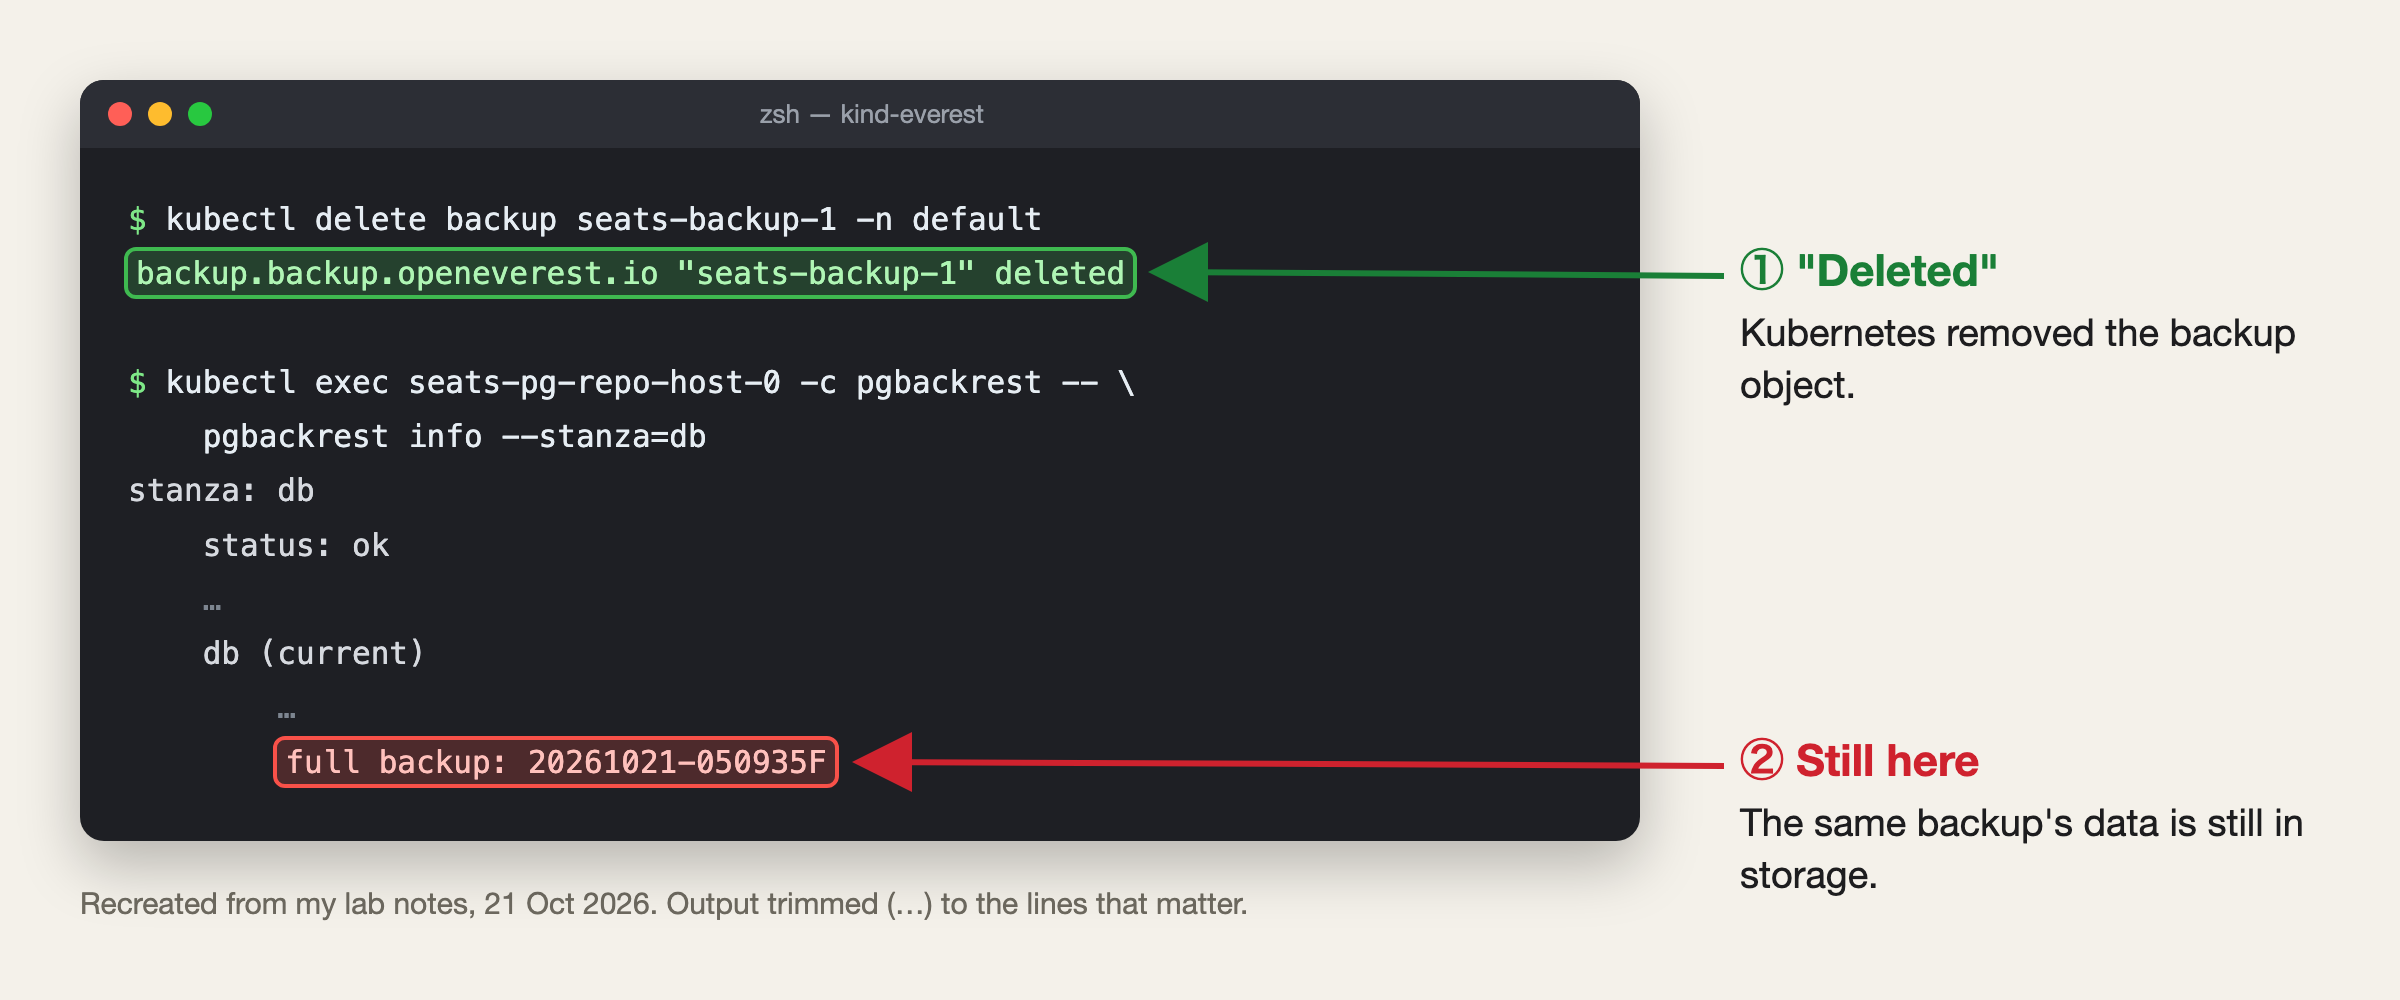 zsh — kind-everest
$ kubectl delete backup seats-backup-1 -n default
backup.backup.openeverest.io "seats-backup-1" deleted
① "Deleted"
Kubernetes removed the backup
object.
$ kubectl exec seats-pg-repo-host-0 -c pgbackrest -- \
pgbackrest info --stanza=db
stanza: db
status: ok
…
db (current)
…
full backup: 20261021-050935F
② Still here
The same backup's data is still in
storage.
Recreated from my lab notes, 21 Oct 2026. Output trimmed (…) to the lines that matter.